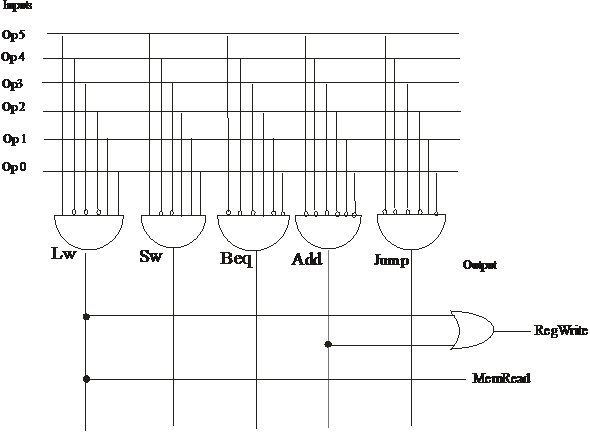 Inputs
Op5
Op4
Op3
Op2
Op1
Op0
Lw
Sw
Beq
Add
Jump
Output
RegWrite
MemRead